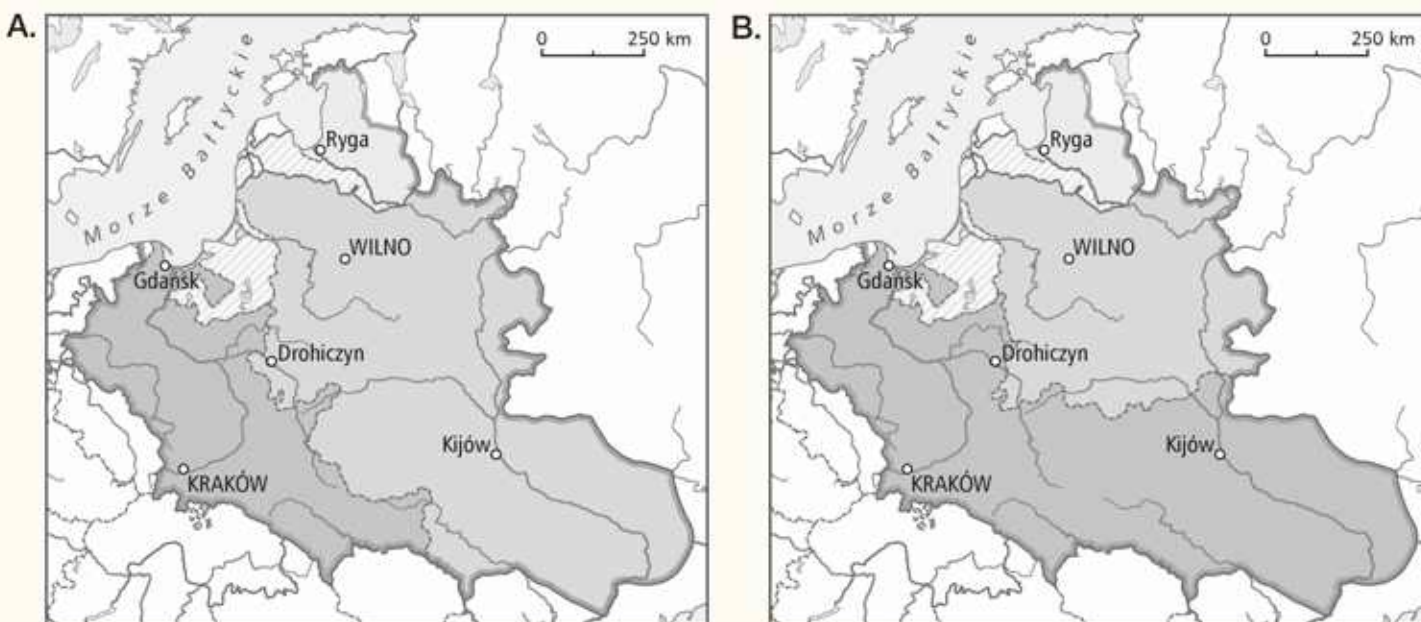 A.
0 250 km
Morze Bałtyckie
Ryga
WILNO
Gdańsk
Drohiczyn
Kijów
KRAKÓW
B.
0 250 km
Morze Bałtyckie
Ryga
WILNO
Gdańsk
Drohiczyn
Kijów
KRAKÓW